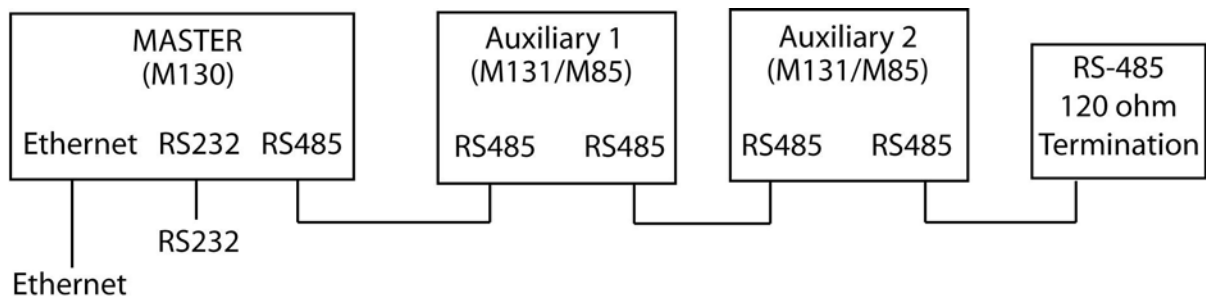 MASTER
(M130)
Ethernet RS232 RS485
Auxiliary 1
(M131/M85)
RS485 RS485
Auxiliary 2
(M131/M85)
RS485 RS485
RS-485
120 ohm
Termination
RS232
Ethernet